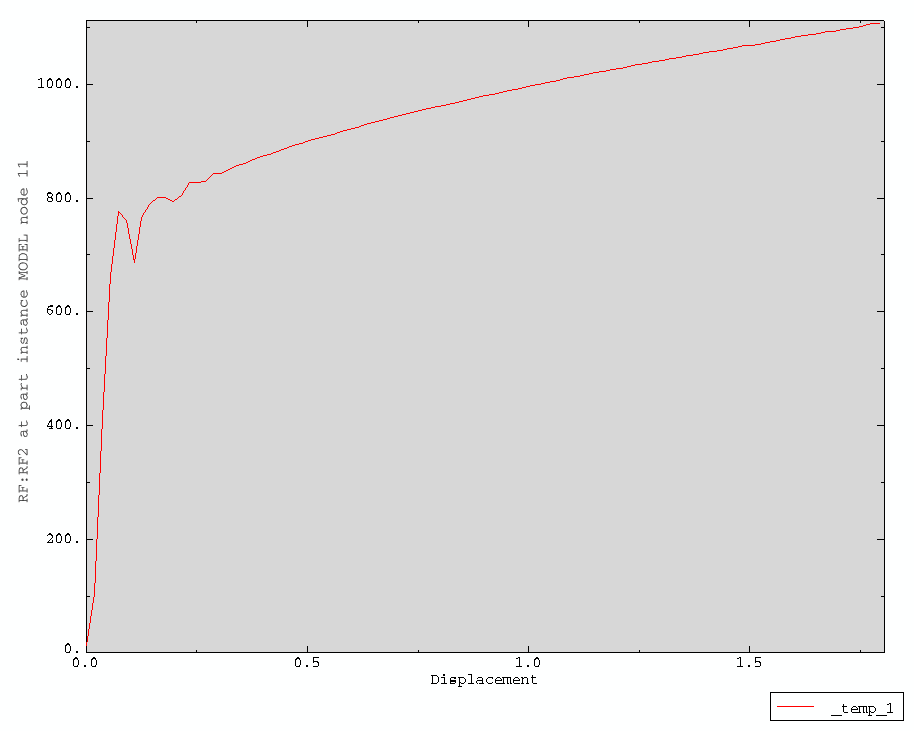 1000.
800.
600.
400.
200.
0.
RF:RF2 at part instance MODEL node 11
0.0 0.5 1.0 1.5
Displacement
_temp_1